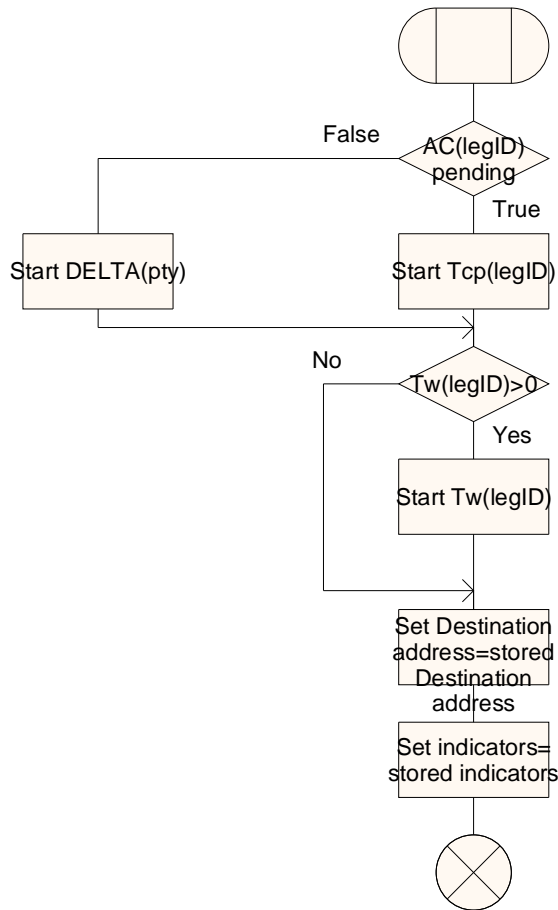 AC(legID)
pending
False
True
Start DELTA(pty)
Start Tcp(legID)
Tw(legID)>0
No
Yes
Start Tw(legID)
Set Destination
address=stored
Destination
address
Set indicators=
stored indicators